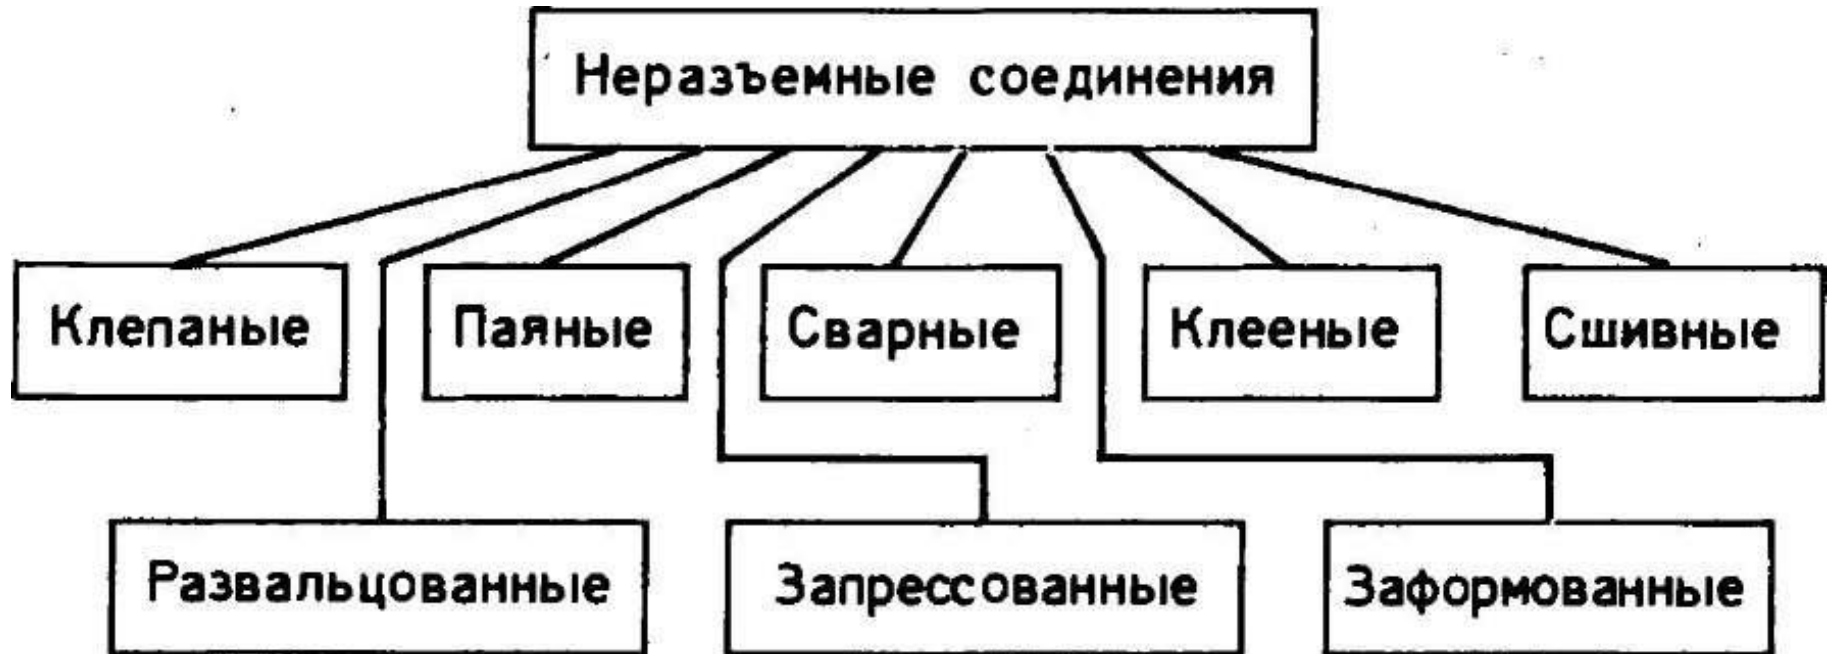 Неразъемные соединения
Клепаные
Паяные
Сварные
Клееные
Сшивные
Развальцованные
Запрессованные
Заформованные